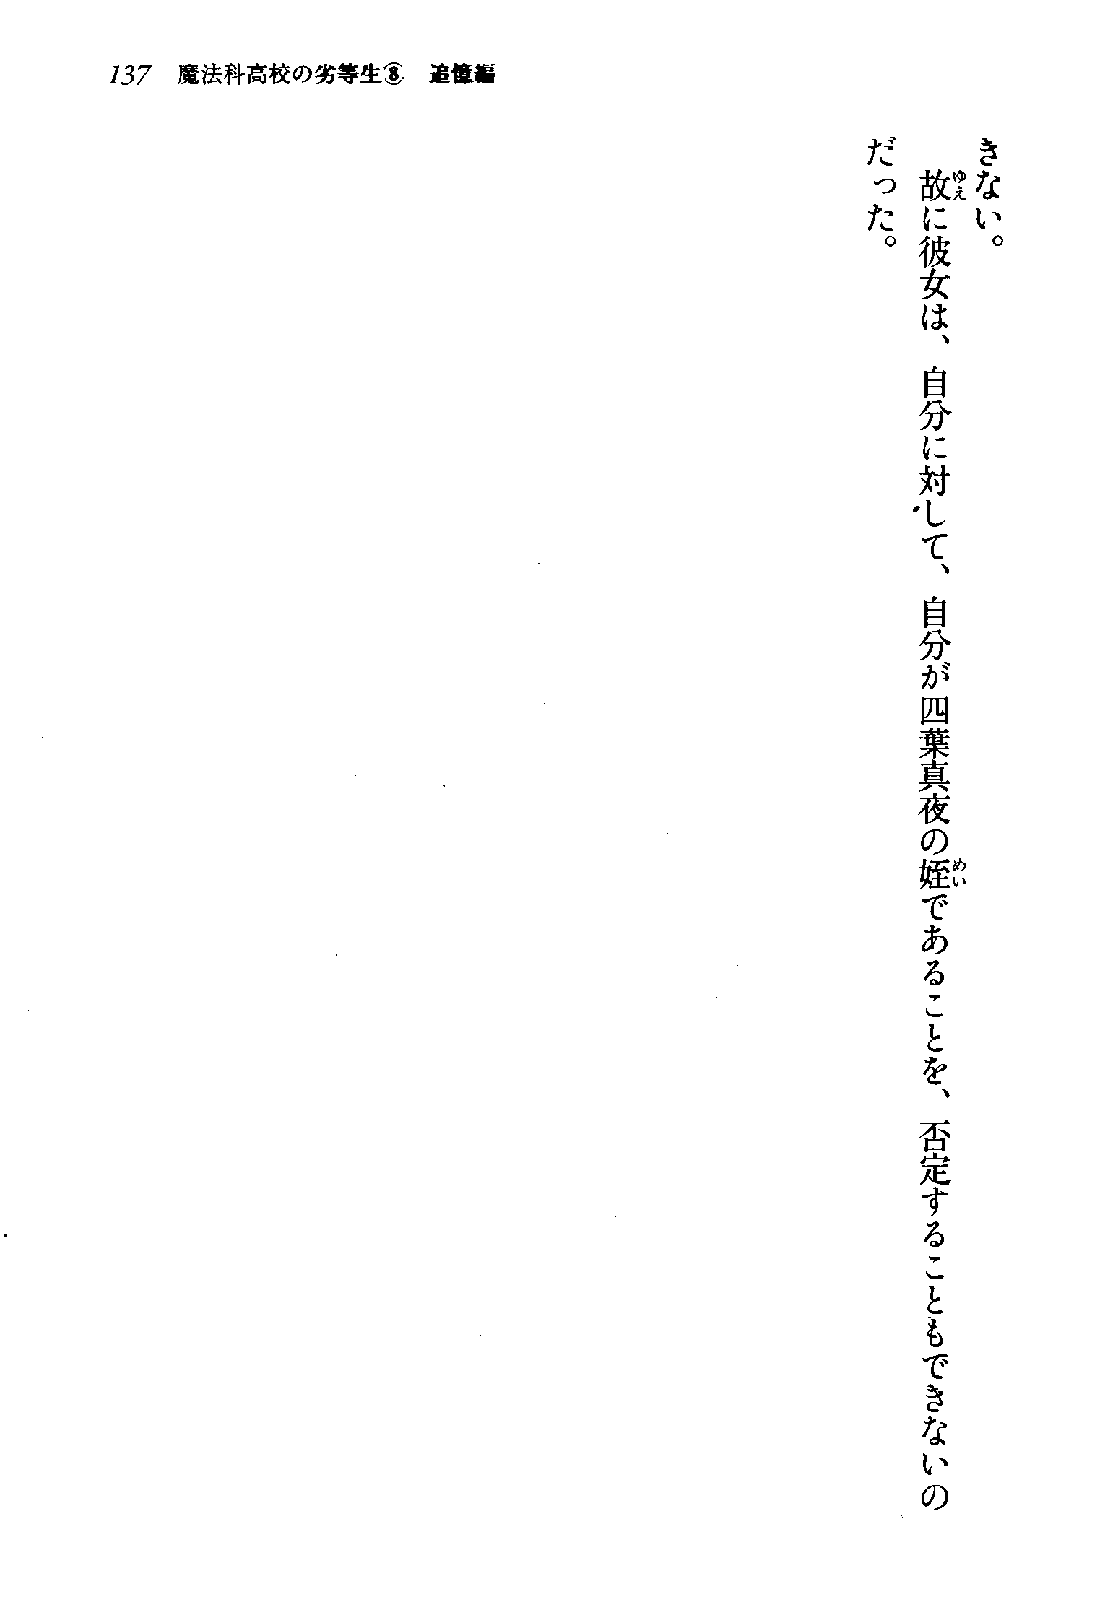 137 魔法科高校の劣等生⑧ 追憶編
きない。
故に彼女は、自分に対して、自分が四葉真夜の姪であることを、否定することもできないの
ゆえ
めい
だった。